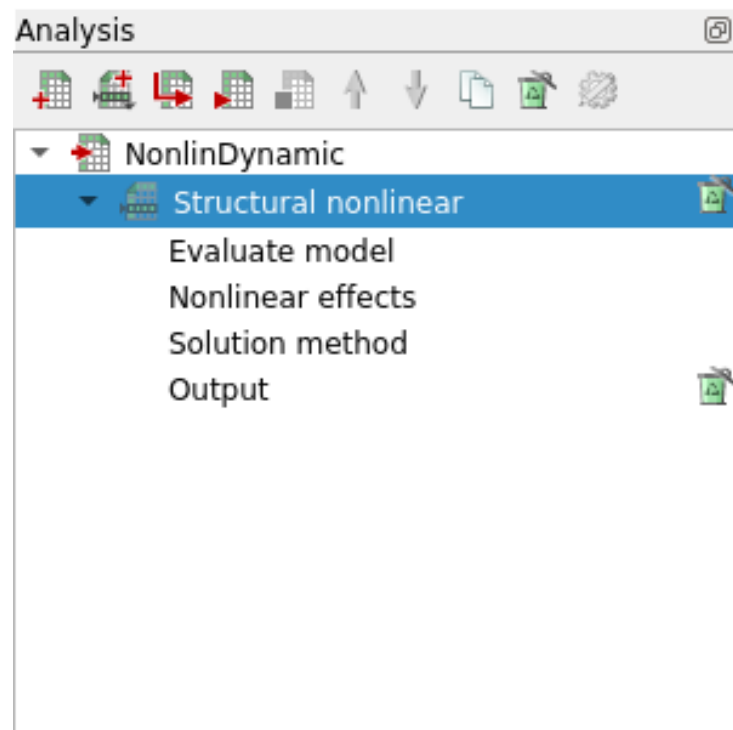 Analysis
NonlinDynamic
Structural nonlinear
Evaluate model
Nonlinear effects
Solution method
Output